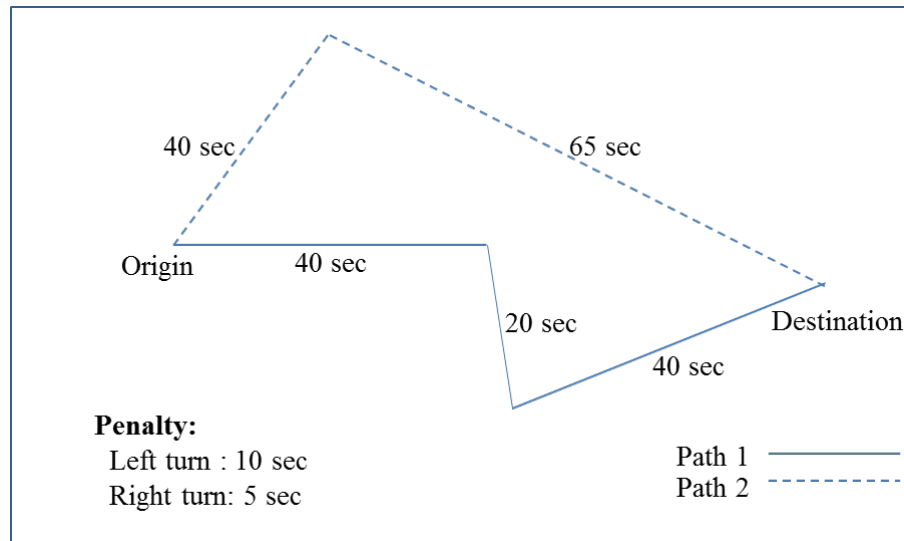 40 sec
65 sec
Origin
40 sec
20 sec
Destination
40 sec
Penalty:
Left turn : 10 sec
Right turn: 5 sec
Path 1
Path 2